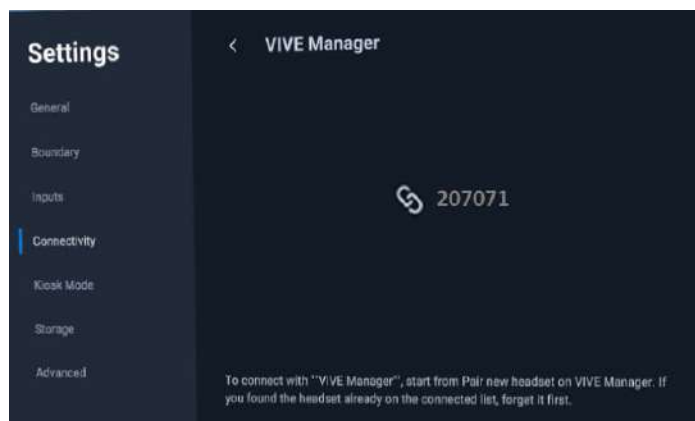 Settings
< VIVE Manager
General
Boundary
Inputs
207071
Connectivity
Kiosk Mode
Storage
Advanced
To connect with "VIVE Manager", start from Pair new headset on VIVE Manager. If
you found the headset already on the connected list, forget it first.